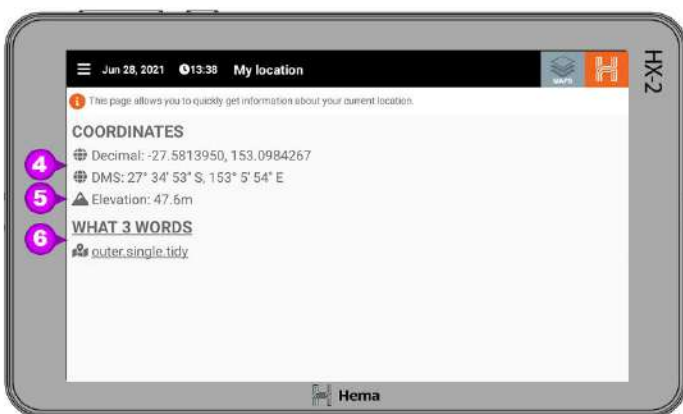 Jun 28, 2021 13:38 My location
MAPS
HX-2
This page allows you to quickly get information about your current location.
COORDINATES
4
Decimal: -27.5813950, 153.0984267
DMS: 27° 34' 53" S, 153° 5' 54" E
5
Elevation: 47.6m
WHAT 3 WORDS
6
outer.single.tidy
Hema